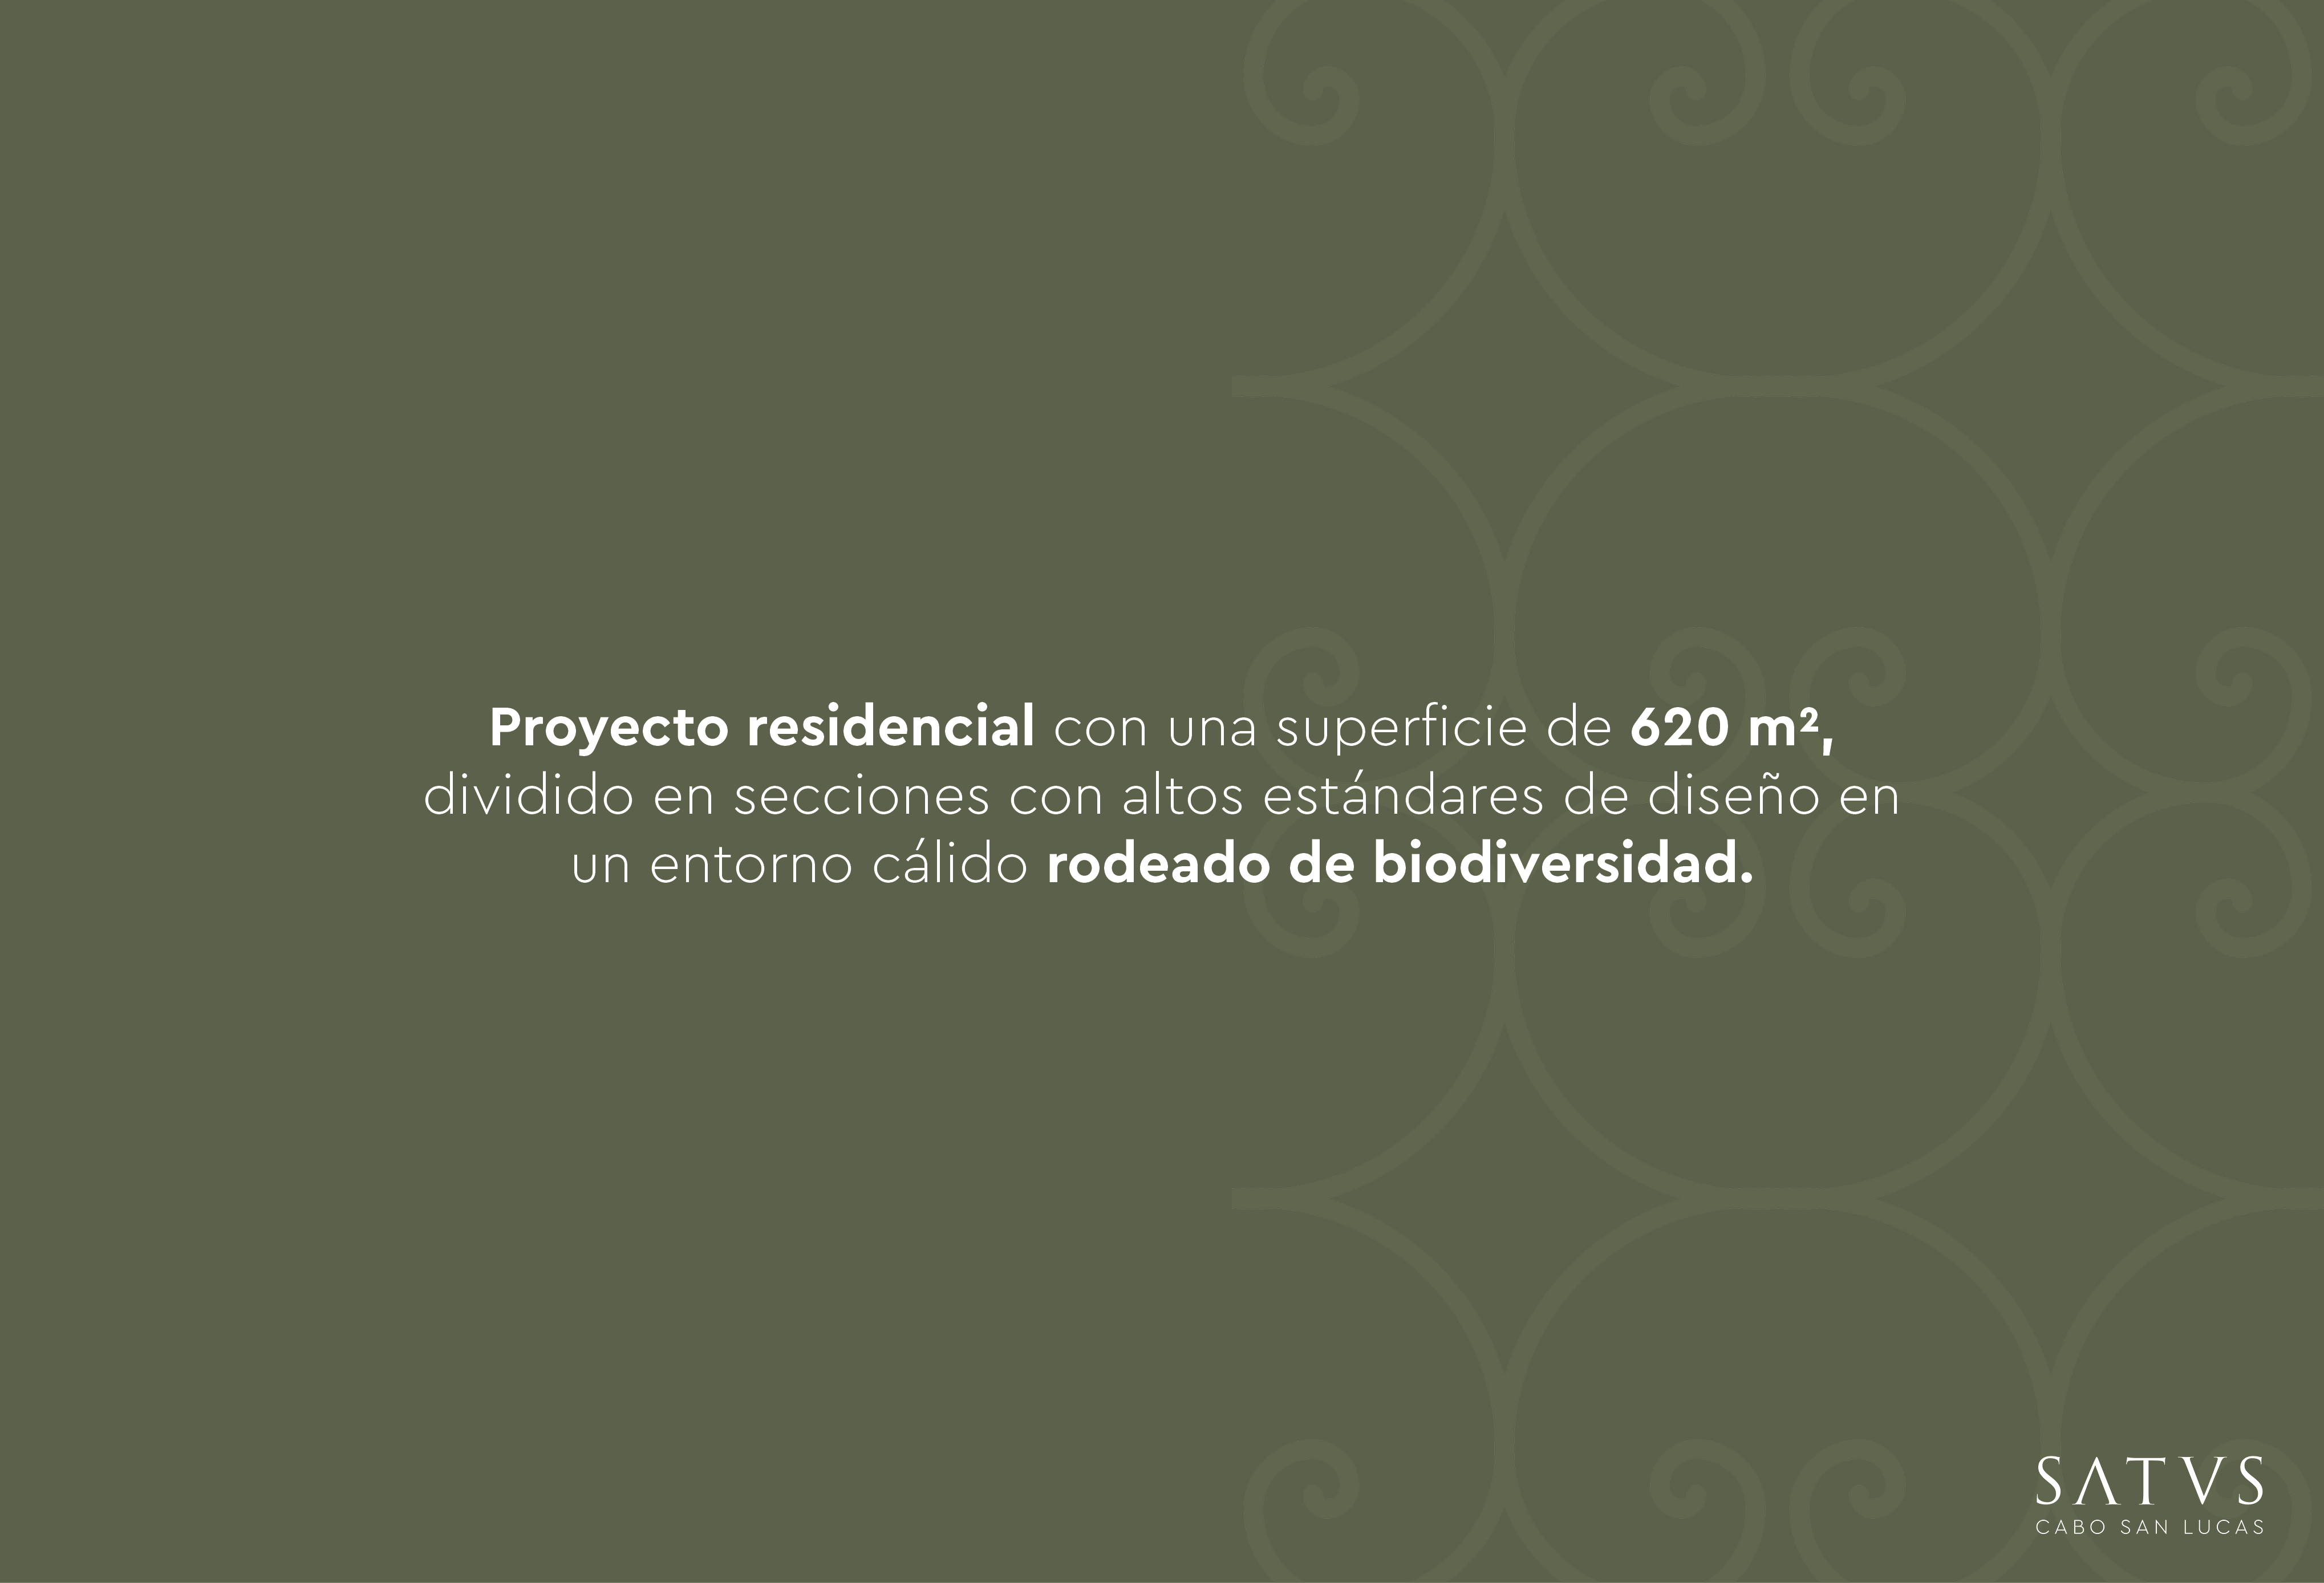 Proyecto residencial con una superficie de 620 m²,
dividido en secciones con altos estándares de diseño en
un entorno cálido rodeado de biodiversidad.
SATVS
CABO SAN LUCAS